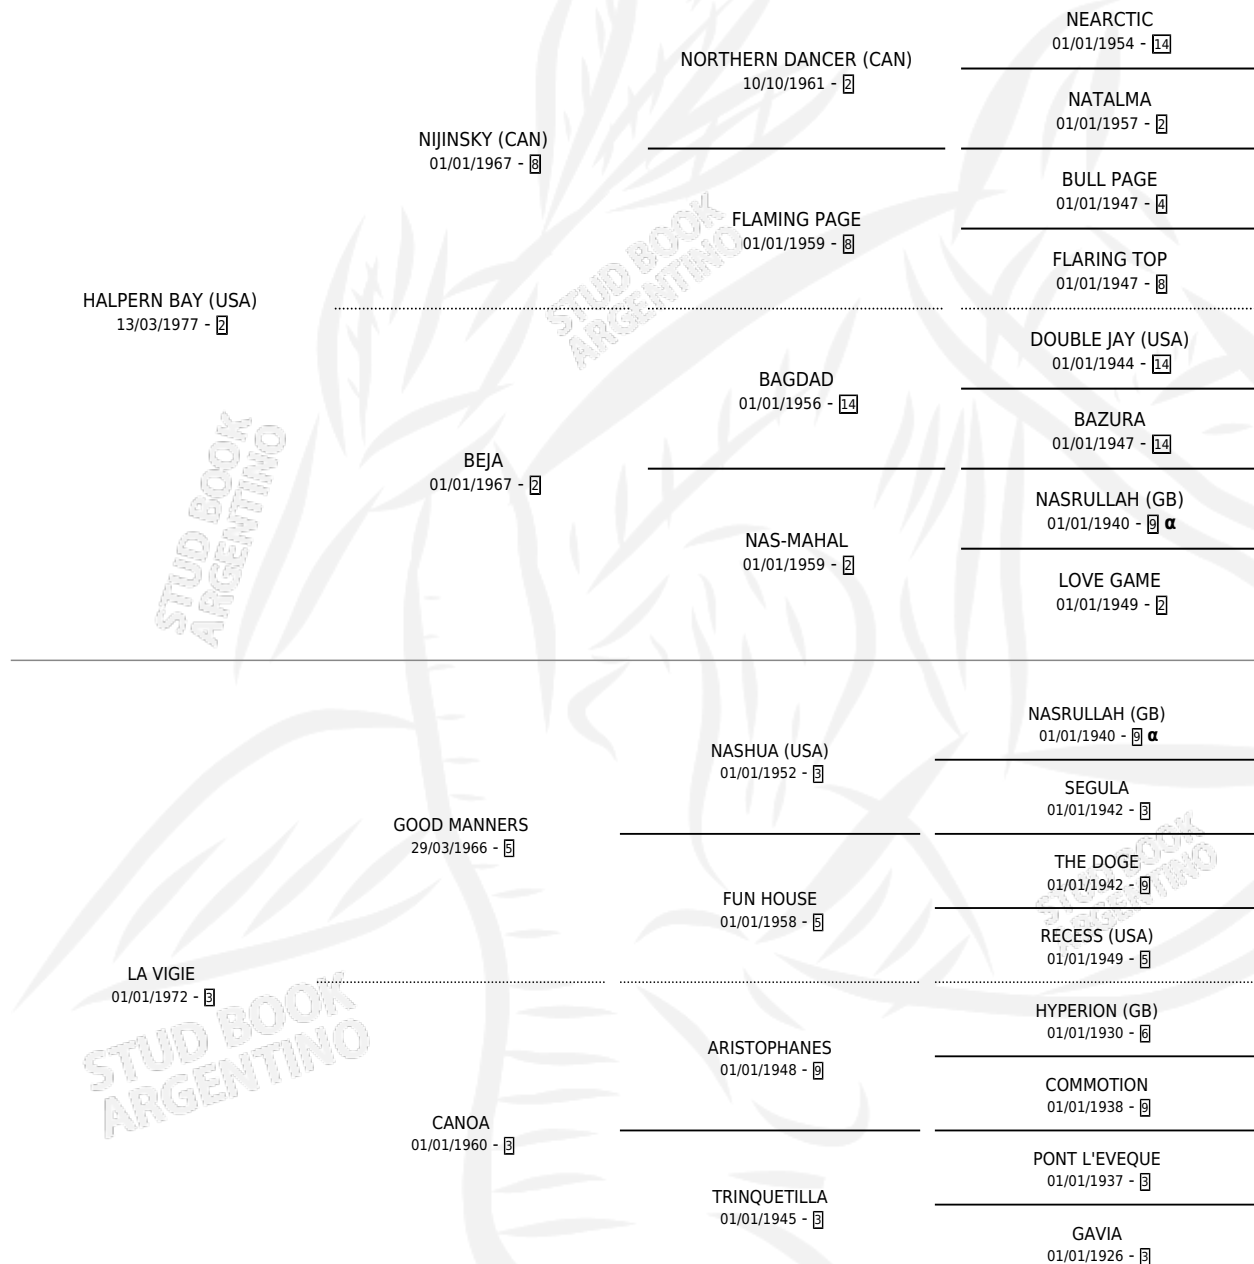 NEARCTIC
01/01/1954 - 14
NORTHERN DANCER (CAN)
10/10/1961 - 2
NATALMA
01/01/1957 - 2
NIJINSKY (CAN)
01/01/1967 - 8
BULL PAGE
01/01/1947 - 4
FLAMING PAGE
01/01/1959 - 8
FLARING TOP
01/01/1947 - 8
HALPERN BAY (USA)
13/03/1977 - 2
DOUBLE JAY (USA)
01/01/1944 - 14
BAGDAD
01/01/1956 - 14
BAZURA
01/01/1947 - 14
BEJA
01/01/1967 - 2
NASRULLAH (GB)
01/01/1940 - 9 α
NAS-MAHAL
01/01/1959 - 2
LOVE GAME
01/01/1949 - 2
NASRULLAH (GB)
01/01/1940 - 9 α
NASHUA (USA)
01/01/1952 - 3
SEGULA
01/01/1942 - 3
GOOD MANNERS
29/03/1966 - 5
THE DOGE
01/01/1942 - 9
FUN HOUSE
01/01/1958 - 5
RECESS (USA)
01/01/1949 - 5
LA VIGIE
01/01/1972 - 3
HYPERION (GB)
01/01/1930 - 6
ARISTOPHANES
01/01/1948 - 9
COMMOTION
01/01/1938 - 9
CANOA
01/01/1960 - 3
PONT L'EVEQUE
01/01/1937 - 3
TRINQUETILLA
01/01/1945 - 3
GAVIA
01/01/1926 - 3
STUD BOOK
ARGENTINO
STUD BOOK
ARGENTINO
STUD BOOK
ARGENTINO
STUD BOOK
ARGENTINO